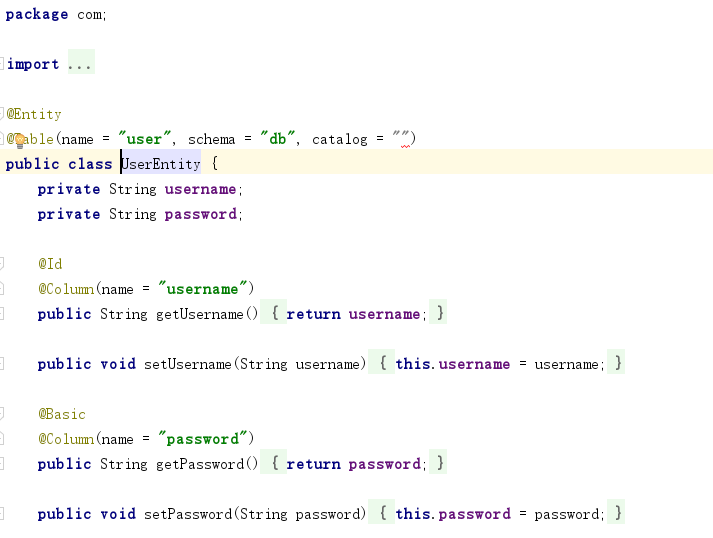 package com;
import ...
@Entity
@Table(name = "user", schema = "db", catalog = "")
public class UserEntity {
private String username;
private String password;
@Id
@Column(name = "username")
public String getUsername() { return username; }
public void setUsername(String username) { this.username = username; }
@Basic
@Column(name = "password")
public String getPassword() { return password; }
public void setPassword(String password) { this.password = password; }